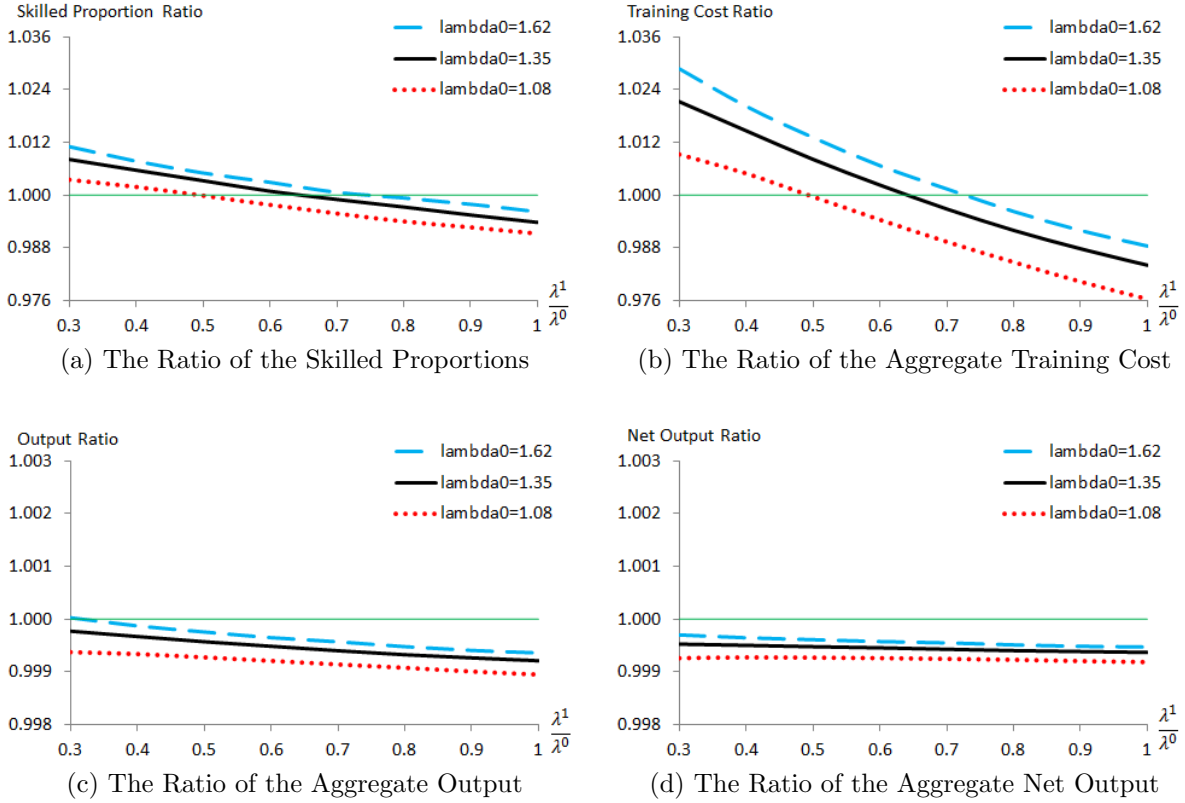 Skilled Proportion Ratio
1.036
1.024
1.012
1.000
0.988
0.976
lambda0=1.62
lambda0=1.35
lambda0=1.08
0.3 0.4 0.5 0.6 0.7 0.8 0.9 1
λ¹/λ⁰
(a) The Ratio of the Skilled Proportions
Training Cost Ratio
1.036
1.024
1.012
1.000
0.988
0.976
lambda0=1.62
lambda0=1.35
lambda0=1.08
0.3 0.4 0.5 0.6 0.7 0.8 0.9 1
λ¹/λ⁰
(b) The Ratio of the Aggregate Training Cost
Output Ratio
1.003
1.002
1.001
1.000
0.999
0.998
lambda0=1.62
lambda0=1.35
lambda0=1.08
0.3 0.4 0.5 0.6 0.7 0.8 0.9 1
λ¹/λ⁰
(c) The Ratio of the Aggregate Output
Net Output Ratio
1.003
1.002
1.001
1.000
0.999
0.998
lambda0=1.62
lambda0=1.35
lambda0=1.08
0.3 0.4 0.5 0.6 0.7 0.8 0.9 1
λ¹/λ⁰
(d) The Ratio of the Aggregate Net Output